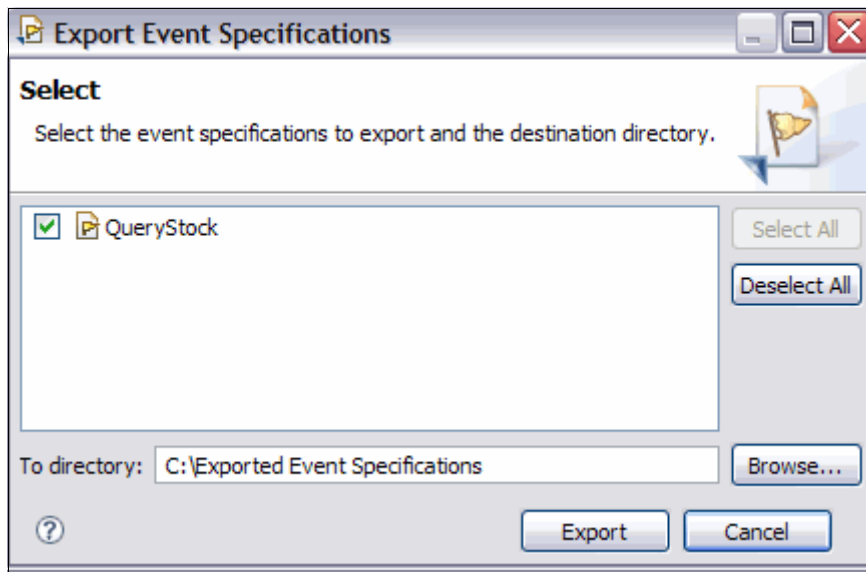 Export Event Specifications
Select
Select the event specifications to export and the destination directory.
QueryStock
Select All
Deselect All
To directory: C:\Exported Event Specifications Browse...
? Export Cancel